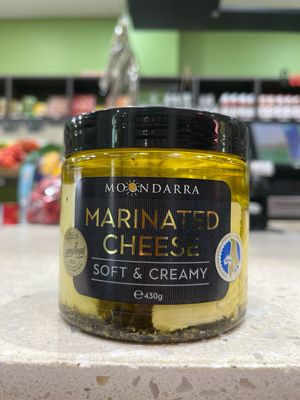 MOONDARRA
MARINATED
CHEESE
SOFT & CREAMY
℮430g